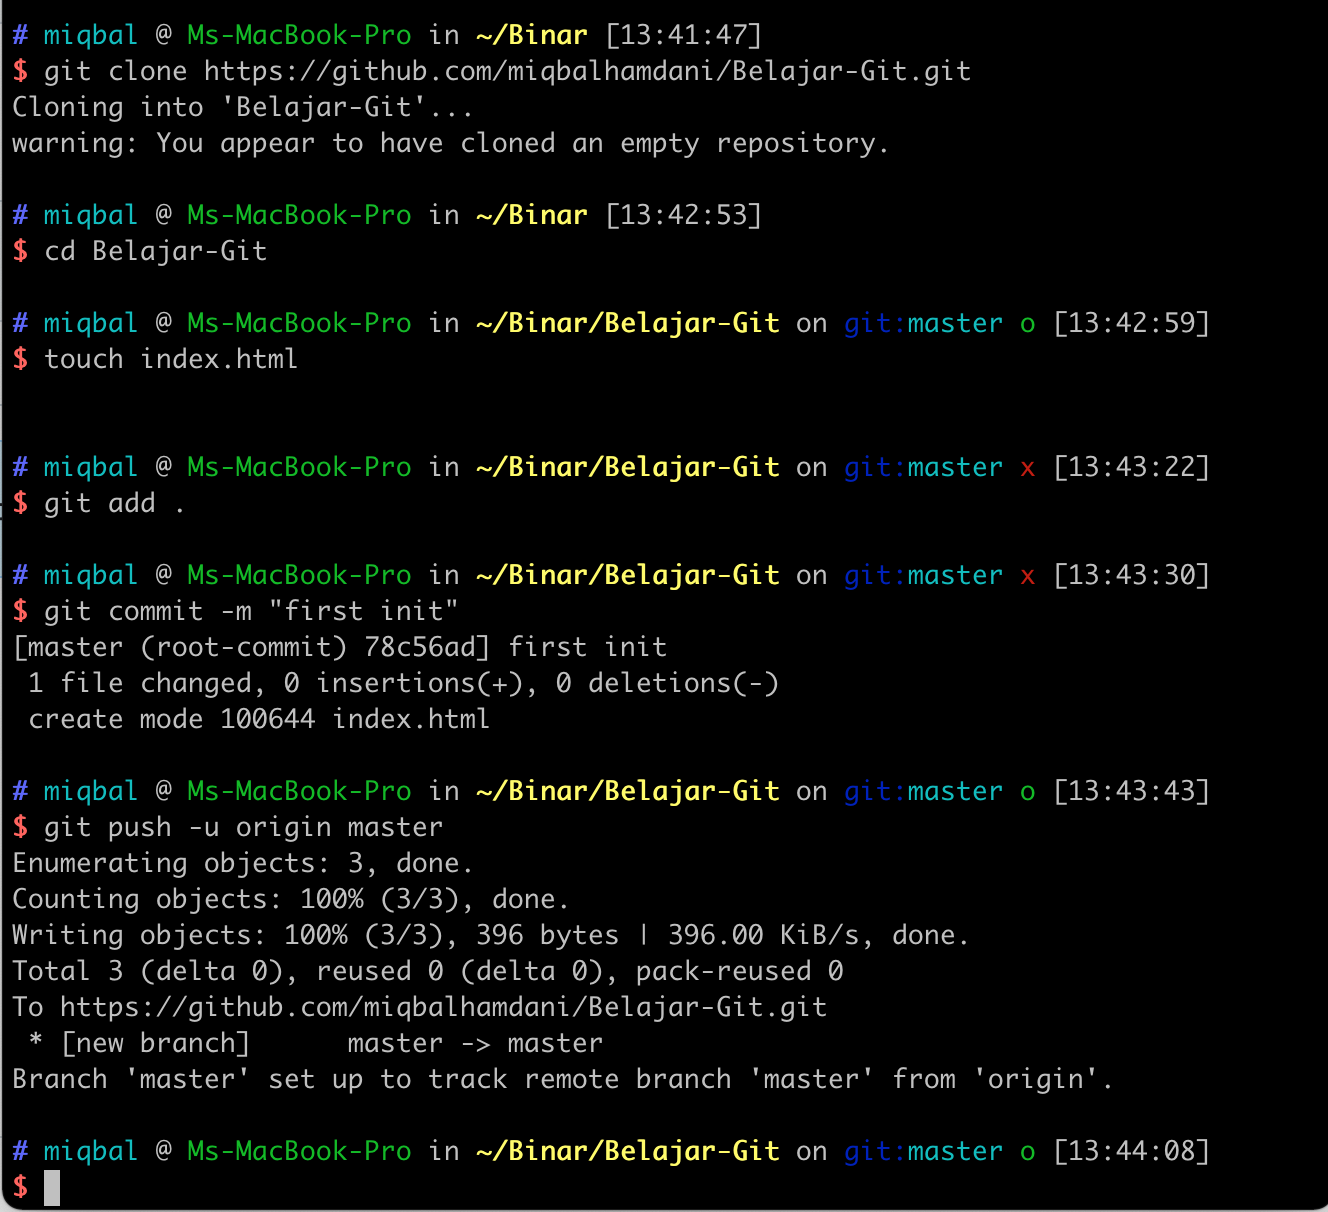 # miqbal @ Ms-MacBook-Pro in ~/Binar [13:41:47]
$ git clone https://github.com/miqbalhamdani/Belajar-Git.git
Cloning into 'Belajar-Git'...
warning: You appear to have cloned an empty repository.
# miqbal @ Ms-MacBook-Pro in ~/Binar [13:42:53]
$ cd Belajar-Git
# miqbal @ Ms-MacBook-Pro in ~/Binar/Belajar-Git on git:master o [13:42:59]
$ touch index.html
# miqbal @ Ms-MacBook-Pro in ~/Binar/Belajar-Git on git:master x [13:43:22]
$ git add .
# miqbal @ Ms-MacBook-Pro in ~/Binar/Belajar-Git on git:master x [13:43:30]
$ git commit -m "first init"
[master (root-commit) 78c56ad] first init
 1 file changed, 0 insertions(+), 0 deletions(-)
 create mode 100644 index.html
# miqbal @ Ms-MacBook-Pro in ~/Binar/Belajar-Git on git:master o [13:43:43]
$ git push -u origin master
Enumerating objects: 3, done.
Counting objects: 100% (3/3), done.
Writing objects: 100% (3/3), 396 bytes | 396.00 KiB/s, done.
Total 3 (delta 0), reused 0 (delta 0), pack-reused 0
To https://github.com/miqbalhamdani/Belajar-Git.git
 * [new branch]      master -> master
Branch 'master' set up to track remote branch 'master' from 'origin'.
# miqbal @ Ms-MacBook-Pro in ~/Binar/Belajar-Git on git:master o [13:44:08]
$